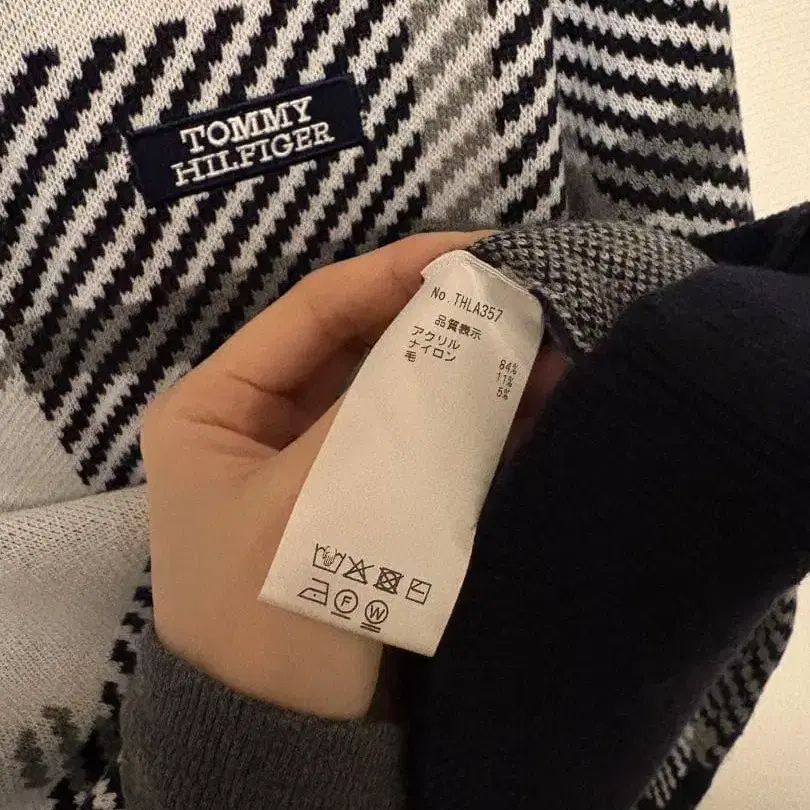 TOMMY
HILFIGER
No.THLA357
品質表示
アクリル 84%
ナイロン 11%
毛 5%
F W